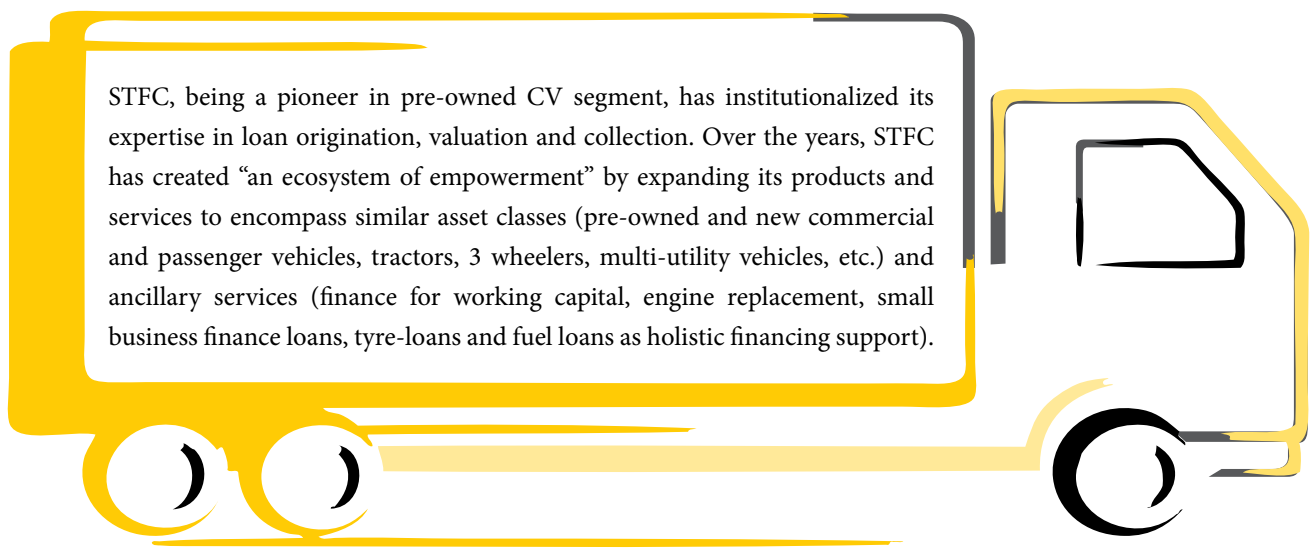 STFC, being a pioneer in pre-owned CV segment, has institutionalized its
expertise in loan origination, valuation and collection. Over the years, STFC
has created “an ecosystem of empowerment” by expanding its products and
services to encompass similar asset classes (pre-owned and new commercial
and passenger vehicles, tractors, 3 wheelers, multi-utility vehicles, etc.) and
ancillary services (finance for working capital, engine replacement, small
business finance loans, tyre-loans and fuel loans as holistic financing support).